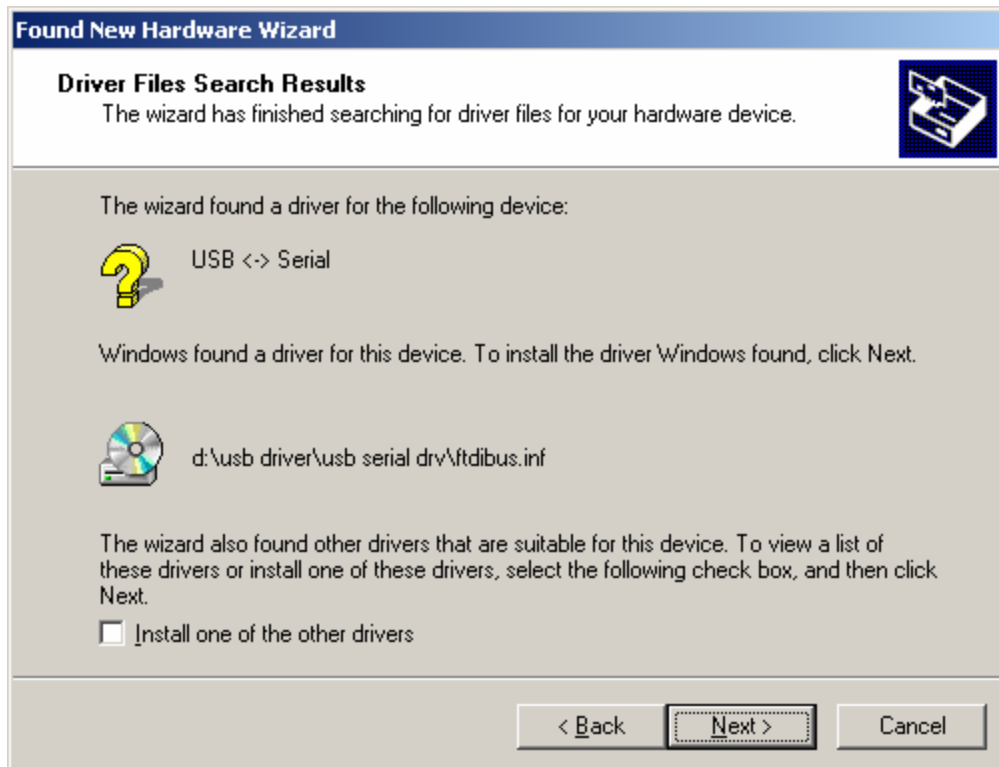 Found New Hardware Wizard
Driver Files Search Results
The wizard has finished searching for driver files for your hardware device.
The wizard found a driver for the following device:
USB <-> Serial
Windows found a driver for this device. To install the driver Windows found, click Next.
d:\usb driver\usb serial drv\ftdibus.inf
The wizard also found other drivers that are suitable for this device. To view a list of
these drivers or install one of these drivers, select the following check box, and then click
Next.
Install one of the other drivers
< Back Next > Cancel